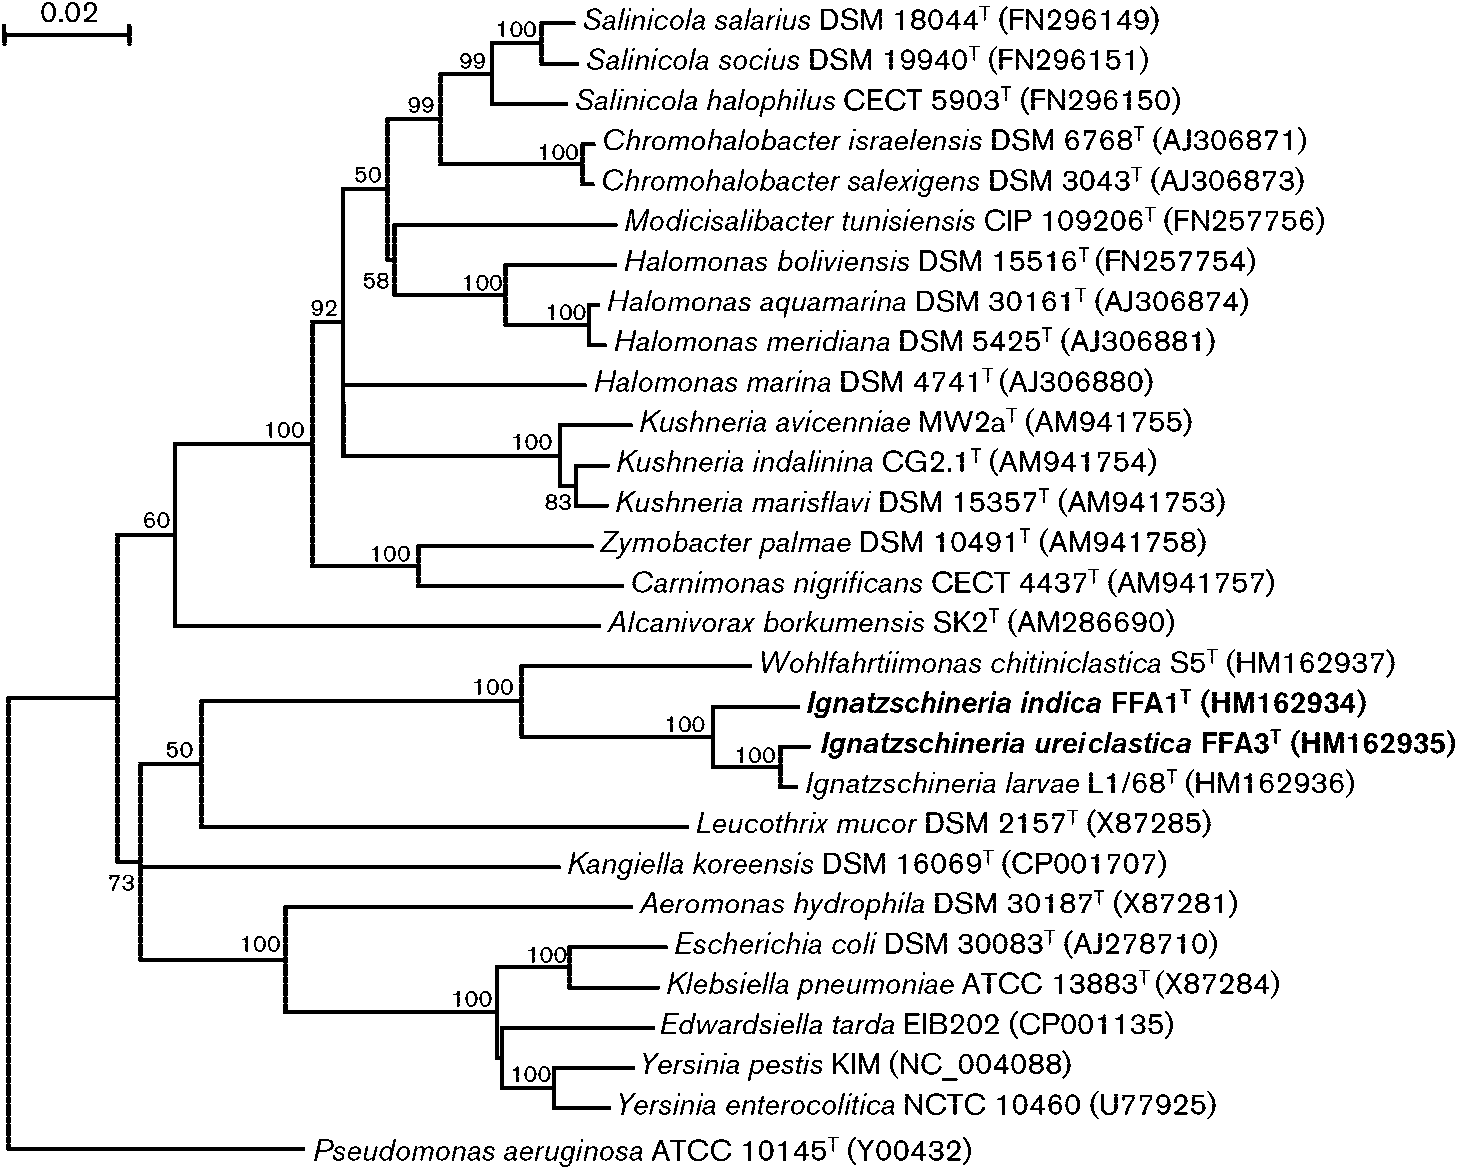 0.02
100
Salinicola salarius DSM 18044T (FN296149)
99
Salinicola socius DSM 19940T (FN296151)
99
Salinicola halophilus CECT 5903T (FN296150)
Chromohalobacter israelensis DSM 6768T (AJ306871)
100
50
Chromohalobacter salexigens DSM 3043T (AJ306873)
Modicisalibacter tunisiensis CIP 109206T (FN257756)
Halomonas boliviensis DSM 15516T (FN257754)
58
100
92
Halomonas aquamarina DSM 30161T (AJ306874)
100
Halomonas meridiana DSM 5425T (AJ306881)
Halomonas marina DSM 4741T (AJ306880)
100
Kushneria avicenniae MW2aT (AM941755)
100
Kushneria indalinina CG2.1T (AM941754)
83
Kushneria marisflavi DSM 15357T (AM941753)
60
Zymobacter palmae DSM 10491T (AM941758)
100
Carnimonas nigrificans CECT 4437T (AM941757)
Alcanivorax borkumensis SK2T (AM286690)
Wohlfahrtiimonas chitiniclastica S5T (HM162937)
100
Ignatzschineria indica FFA1T (HM162934)
100
50
Ignatzschineria ureiclastica FFA3T (HM162935)
100
Ignatzschineria larvae L1/68T (HM162936)
Leucothrix mucor DSM 2157T (X87285)
Kangiella koreensis DSM 16069T (CP001707)
73
Aeromonas hydrophila DSM 30187T (X87281)
100
Escherichia coli DSM 30083T (AJ278710)
100
Klebsiella pneumoniae ATCC 13883T (X87284)
100
Edwardsiella tarda EIB202 (CP001135)
Yersinia pestis KIM (NC_004088)
100
Yersinia enterocolitica NCTC 10460 (U77925)
Pseudomonas aeruginosa ATCC 10145T (Y00432)